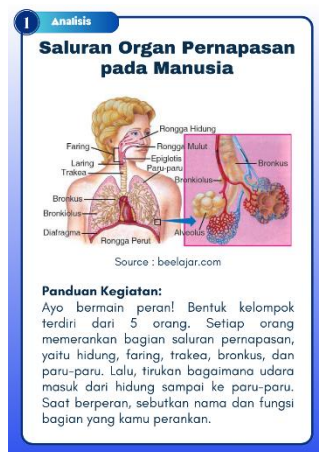 1 Analisis
Saluran Organ Pernapasan
pada Manusia
Rongga Hidung
Faring
Rongga Mulut
Epiglotis
Laring
Paru-paru
Trakea
Bronkus
Bronkiolus
Bronkus
Bronkiolus
Diafragma
Alveolus
Rongga Perut
Source : beelajar.com
Panduan Kegiatan:
Ayo bermain peran! Bentuk kelompok
terdiri dari 5 orang. Setiap orang
memerankan bagian saluran pernapasan,
yaitu hidung, faring, trakea, bronkus, dan
paru-paru. Lalu, tirukan bagaimana udara
masuk dari hidung sampai ke paru-paru.
Saat berperan, sebutkan nama dan fungsi
bagian yang kamu perankan.